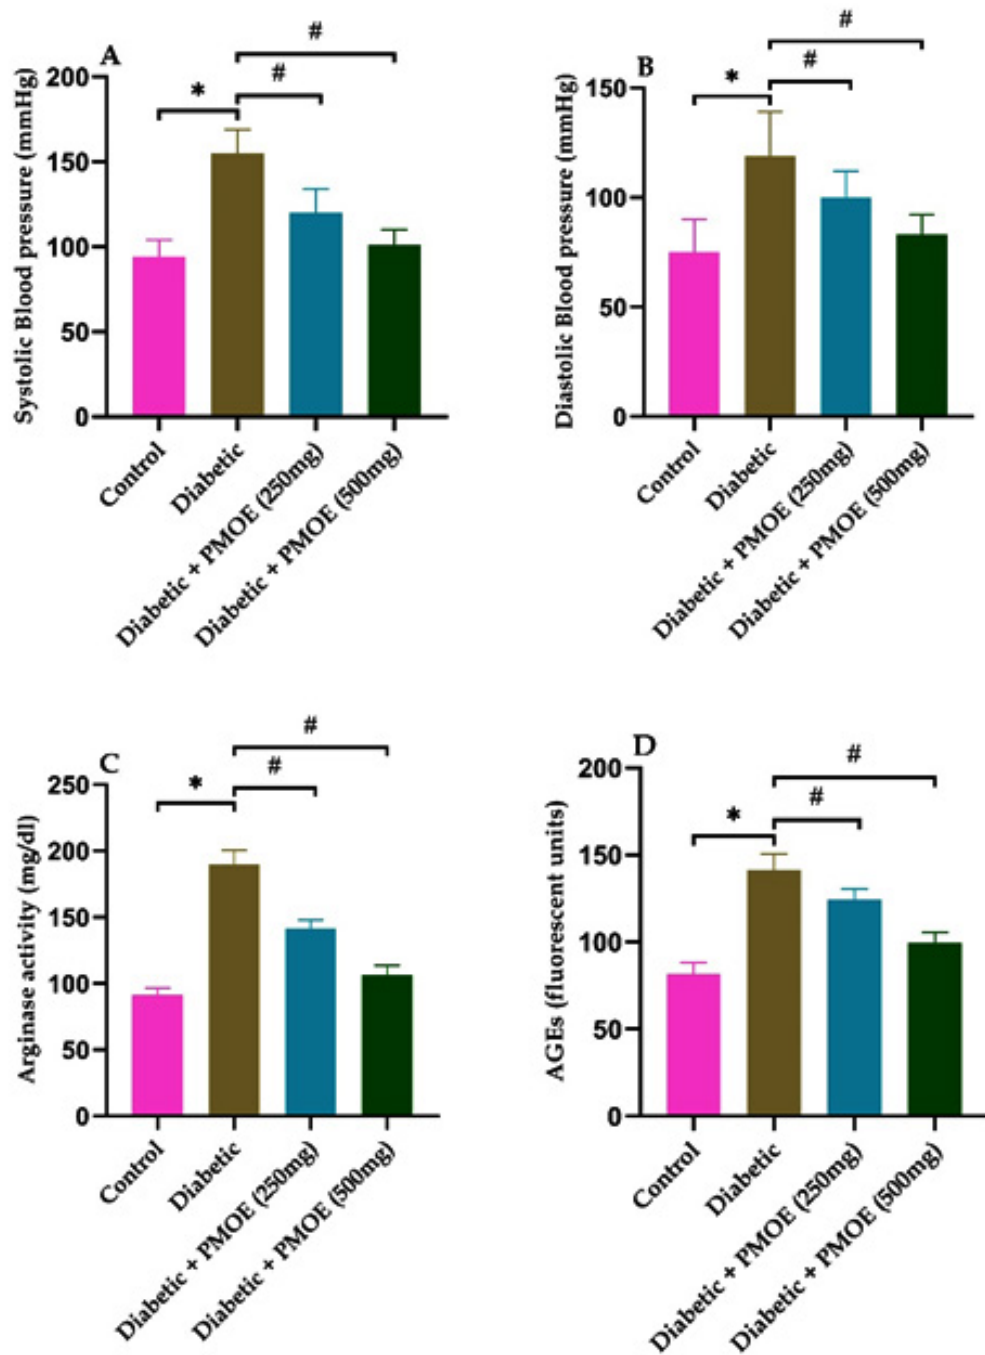 A
Systolic Blood pressure (mmHg)
200
150
100
50
0
*
#
#
Control
Diabetic
Diabetic + PMOE (250mg)
Diabetic + PMOE (500mg)
B
Diastolic Blood pressure (mmHg)
150
100
50
0
*
#
#
Control
Diabetic
Diabetic + PMOE (250mg)
Diabetic + PMOE (500mg)
C
Arginase activity (mg/dl)
250
200
150
100
50
0
*
#
#
Control
Diabetic
Diabetic + PMOE (250mg)
Diabetic + PMOE (500mg)
D
AGEs (fluorescent units)
200
150
100
50
0
*
#
#
Control
Diabetic
Diabetic + PMOE (250mg)
Diabetic + PMOE (500mg)